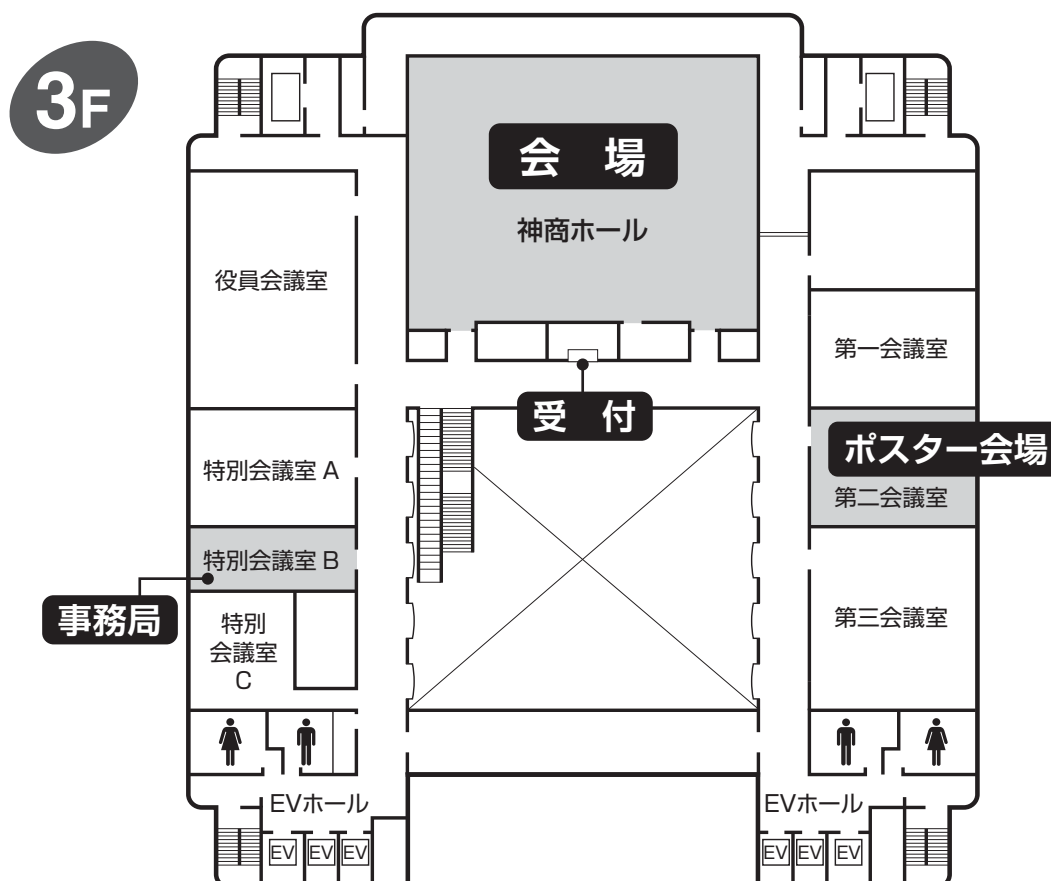 3F
会 場
神商ホール
役員会議室
第一会議室
受 付
ポスター会場
特別会議室 A
第二会議室
特別会議室 B
事務局
特別
会議室
C
第三会議室
EVホール
EVホール
EV
EV
EV
EV
EV
EV